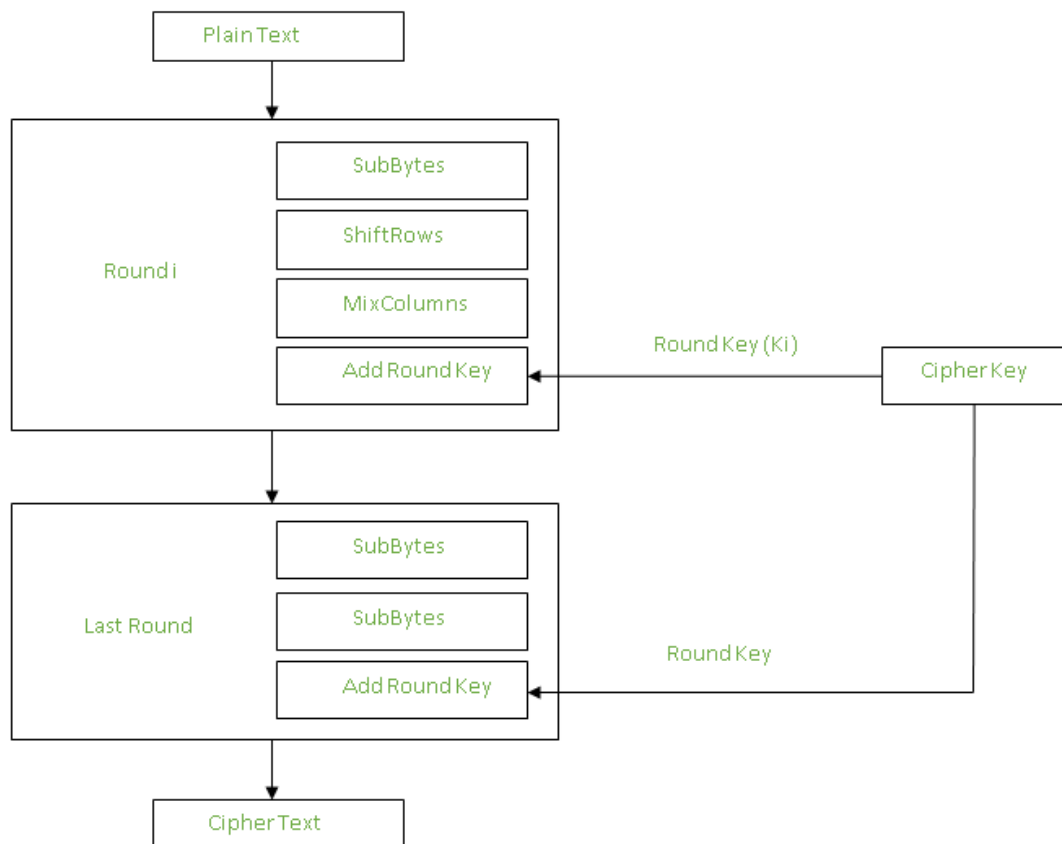 Plain Text
SubBytes
ShiftRows
Round i
MixColumns
Round Key (Ki)
Add Round Key
Cipher Key
SubBytes
SubBytes
Last Round
Round Key
Add Round Key
Cipher Text